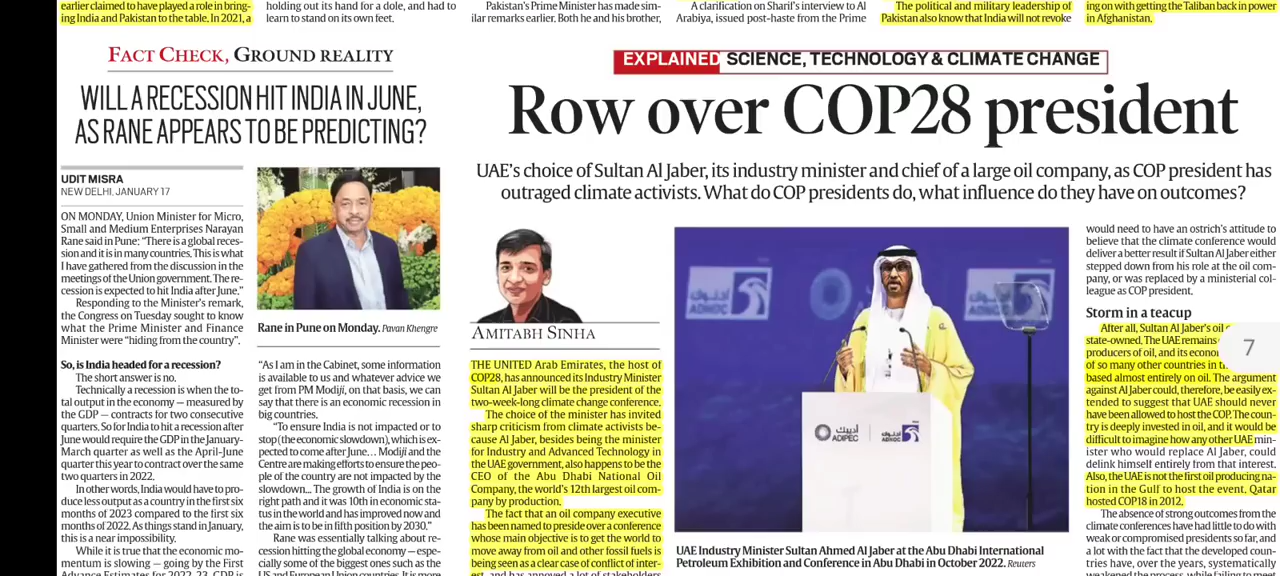 earlier claimed to have played a role in bring-
ing India and Pakistan to the table. In 2021, a
holding out its hand for a dole, and had to
learn to stand on its own feet.
Pakistan's Prime Minister has made sim-
ilar remarks earlier. Both he and his brother,
A clarification on Sharif's interview to Al
Arabiya, issued post-haste from the Prime
The political and military leadership of
Pakistan also know that India will not revoke
ing on with getting the Taliban back in power
in Afghanistan.
FACT CHECK, GROUND REALITY
WILL A RECESSION HIT INDIA IN JUNE,
AS RANE APPEARS TO BE PREDICTING?
UDIT MISRA
NEW DELHI, JANUARY 17
ON MONDAY, Union Minister for Micro,
Small and Medium Enterprises Narayan
Rane said in Pune: "There is a global reces-
sion and it is in many countries. This is what
I have gathered from the discussion in the
meetings of the Union government. The re-
cession is expected to hit India after June."
Responding to the Minister's remark,
the Congress on Tuesday sought to know
what the Prime Minister and Finance
Minister were "hiding from the country".
So, is India headed for a recession?
The short answer is no.
Technically a recession is when the to-
tal output in the economy — measured by
the GDP — contracts for two consecutive
quarters. So for India to hit a recession after
June would require the GDP in the January-
March quarter as well as the April-June
quarter this year to contract over the same
two quarters in 2022.
In other words, India would have to pro-
duce less output as a country in the first six
months of 2023 compared to the first six
months of 2022. As things stand in January,
this is a near impossibility.
While it is true that the economic mo-
mentum is slowing — going by the First
Advance Estimates for 2022-23, GDP is
Rane in Pune on Monday. Pavan Khengre
"As I am in the Cabinet, some information
is available to us and whatever advice we
get from PM Modiji, on that basis, we can
say that there is an economic recession in
big countries.
"To ensure India is not impacted or to
stop (the economic slowdown), which is ex-
pected to come after June... Modiji and the
Centre are making efforts to ensure the peo-
ple of the country are not impacted by the
slowdown... The growth of India is on the
right path and it was 10th in economic sta-
tus in the world and has improved now and
the aim is to be in fifth position by 2030."
Rane was essentially talking about re-
cession hitting the global economy — espe-
cially some of the biggest ones such as the
US and European Union countries. It is more
EXPLAINED SCIENCE, TECHNOLOGY & CLIMATE CHANGE
Row over COP28 president
UAE's choice of Sultan Al Jaber, its industry minister and chief of a large oil company, as COP president has
outraged climate activists. What do COP presidents do, what influence do they have on outcomes?
AMITABH SINHA
THE UNITED Arab Emirates, the host of
COP28, has announced its Industry Minister
Sultan Al Jaber will be the president of the
two-week-long climate change conference.
The choice of the minister has invited
sharp criticism from climate activists be-
cause Al Jaber, besides being the minister
for Industry and Advanced Technology in
the UAE government, also happens to be the
CEO of the Abu Dhabi National Oil
Company, the world's 12th largest oil com-
pany by production.
The fact that an oil company executive
has been named to preside over a conference
whose main objective is to get the world to
move away from oil and other fossil fuels is
being seen as a clear case of conflict of inter-
est, and has annoyed a lot of stakeholders
أدنوك
ADNOC
أدنوك
ADNOC
أديبك
ADIPEC
أدنوك
ADNOC
UAE Industry Minister Sultan Ahmed Al Jaber at the Abu Dhabi International
Petroleum Exhibition and Conference in Abu Dhabi in October 2022. Reuters
would need to have an ostrich's attitude to
believe that the climate conference would
deliver a better result if Sultan Al Jaber either
stepped down from his role at the oil com-
pany, or was replaced by a ministerial col-
league as COP president.
Storm in a teacup
After all, Sultan Al Jaber's oil
state-owned. The UAE remains
producers of oil, and its econo
of so many other countries in
based almost entirely on oil. The argument
against Al Jaber could, therefore, be easily ex-
tended to suggest that UAE should never
have been allowed to host the COP. The coun-
try is deeply invested in oil, and it would be
difficult to imagine how any other UAE min-
ister who would replace Al Jaber, could
delink himself entirely from that interest.
Also, the UAE is not the first oil producing na-
tion in the Gulf to host the event. Qatar
hosted COP18 in 2012.
The absence of strong outcomes from the
climate conferences have had little to do with
weak or compromised presidents so far, and
a lot with the fact that the developed coun-
tries have, over the years, systematically
weakened the process, while failing to meet
7